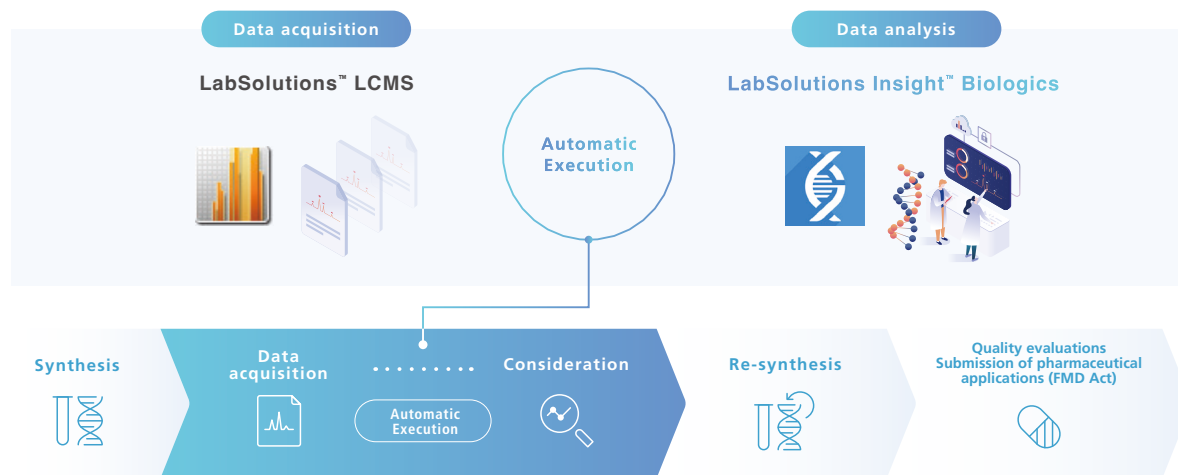 Data acquisition
Data analysis
LabSolutions™ LCMS
LabSolutions Insight™ Biologics
Automatic
Execution
Synthesis
Data
acquisition
Automatic
Execution
Consideration
Re-synthesis
Quality evaluations
Submission of pharmaceutical
applications (FMD Act)